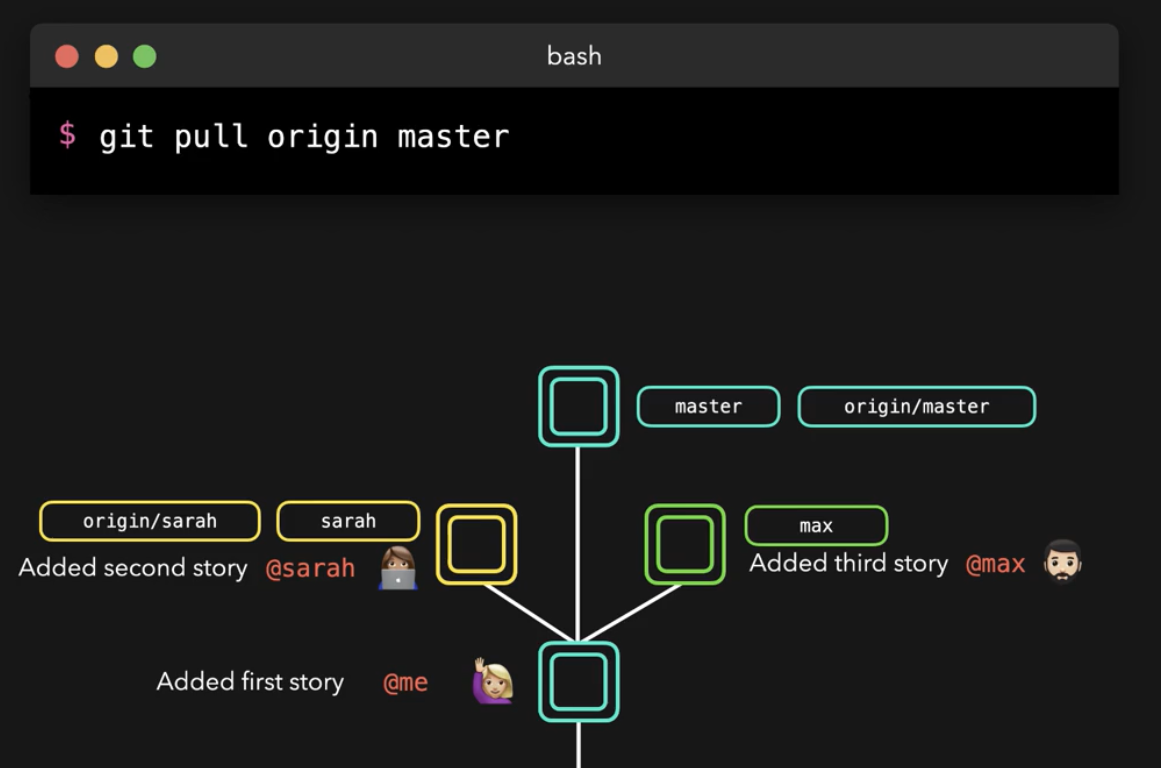 bash
$ git pull origin master
master
origin/master
origin/sarah
sarah
max
Added second story @sarah
Added third story @max
Added first story @me